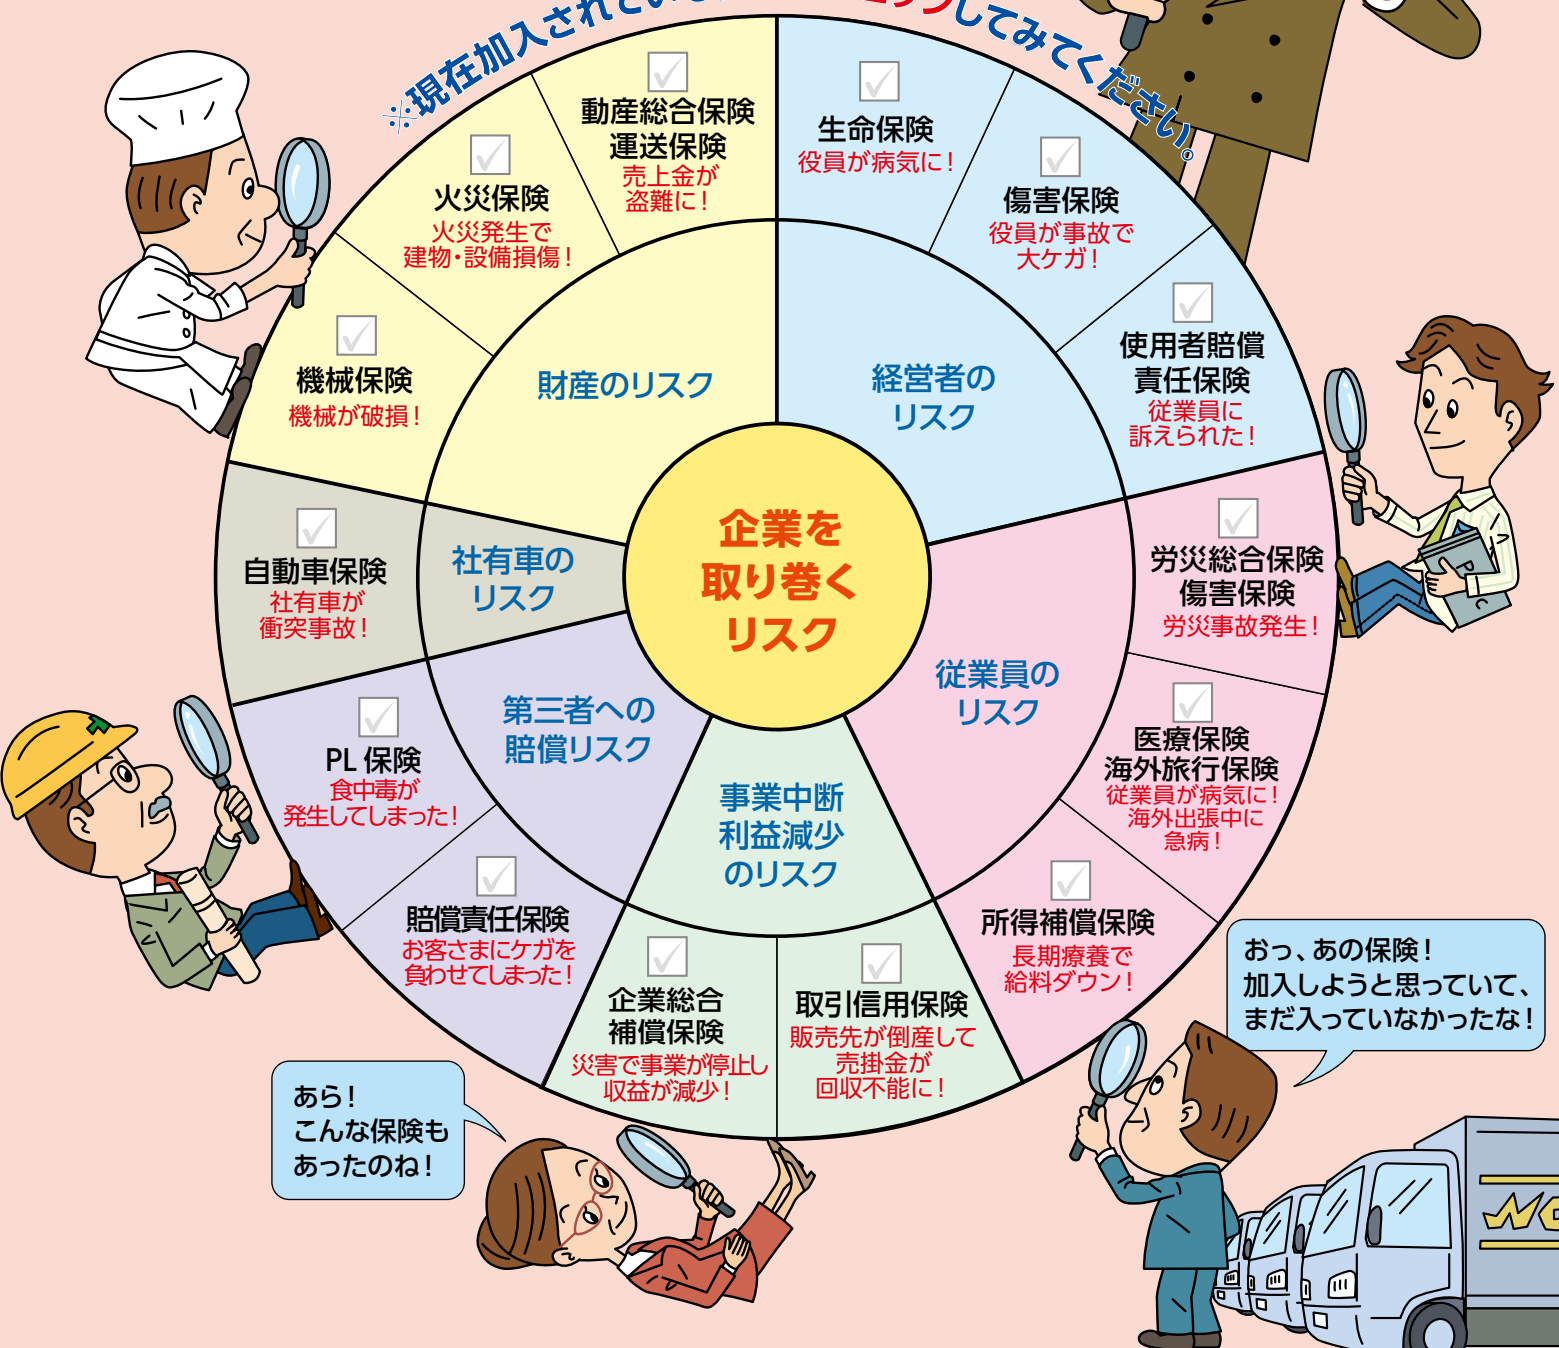 ※現在加入されてい
してみてください。
動産総合保険
運送保険
売上金が
盗難に！
生命保険
役員が病気に！
火災保険
火災発生で
建物・設備損傷！
傷害保険
役員が事故で
大ケガ！
機械保険
機械が破損！
使用者賠償
責任保険
従業員に
訴えられた！
財産のリスク
経営者の
リスク
企業を
取り巻く
リスク
自動車保険
社有車が
衝突事故！
社有車の
リスク
労災総合保険
傷害保険
労災事故発生！
従業員の
リスク
第三者への
賠償リスク
PL 保険
食中毒が
発生してしまった！
医療保険
海外旅行保険
従業員が病気に！
海外出張中に
急病！
事業中断
利益減少
のリスク
賠償責任保険
お客さまにケガを
負わせてしまった！
所得補償保険
長期療養で
給料ダウン！
企業総合
補償保険
災害で事業が停止し
収益が減少！
取引信用保険
販売先が倒産して
売掛金が
回収不能に！
おっ、あの保険！
加入しようと思っていて、
まだ入っていなかったな！
あら！
こんな保険も
あったのね！